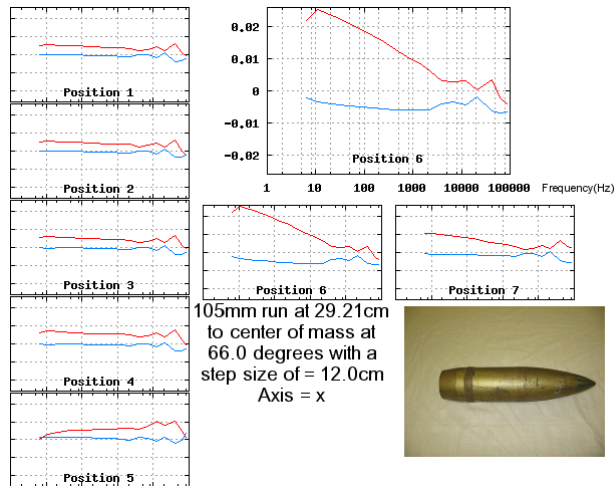 Position 1
Position 2
Position 3
Position 4
Position 5
0.02
0.01
0
-0.01
-0.02
Position 6
1 10 100 1000 10000 100000 Frequency(Hz)
Position 6
Position 7
105mm run at 29.21cm
to center of mass at
66.0 degrees with a
step size of = 12.0cm
Axis = x